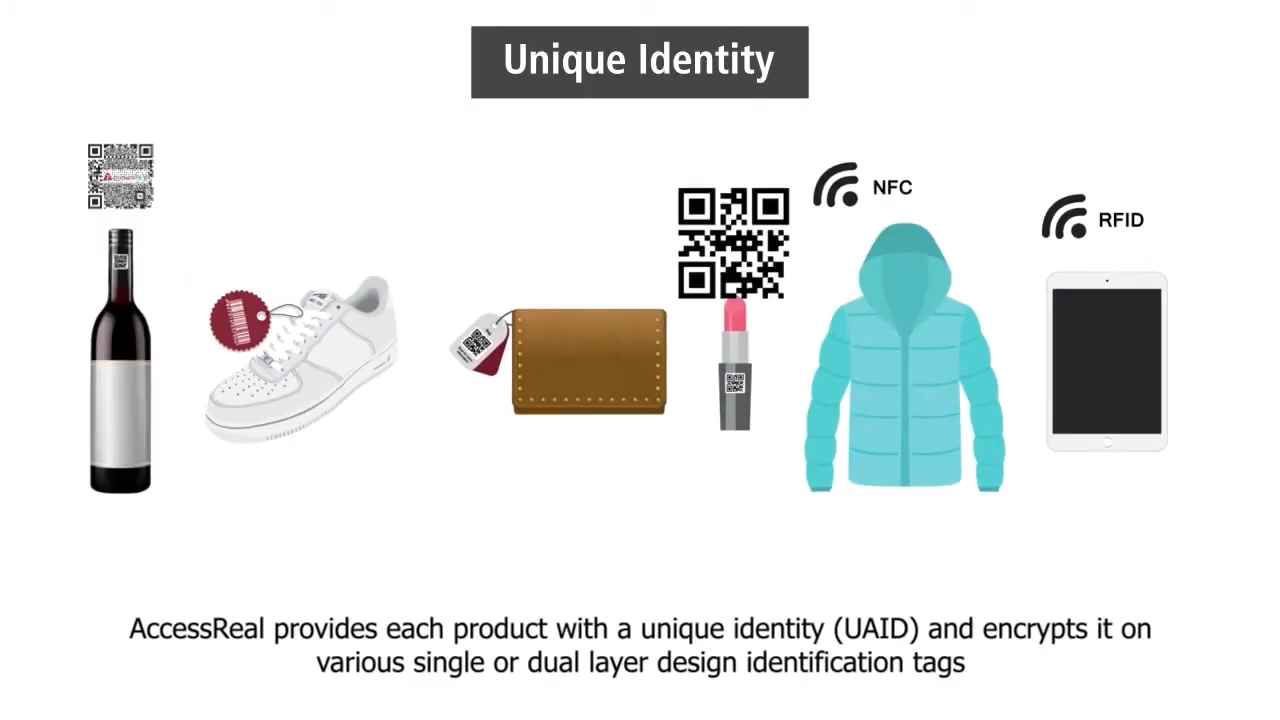 Unique Identity
NFC
RFID
AccessReal provides each product with a unique identity (UAID) and encrypts it on
various single or dual layer design identification tags